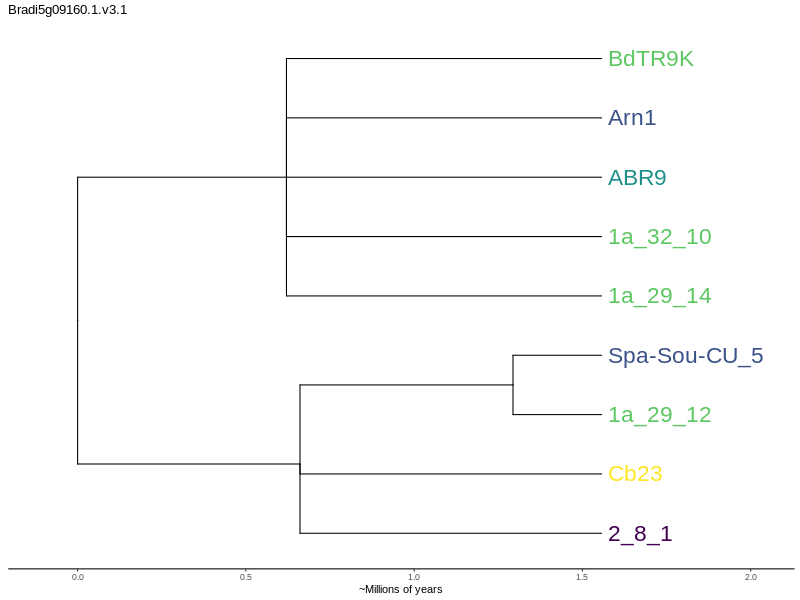 Bradi5g09160.1.v3.1
BdTR9K
Arn1
ABR9
1a_32_10
1a_29_14
Spa-Sou-CU_5
1a_29_12
Cb23
2_8_1
0.0 0.5 1.0 1.5 2.0
~Millions of years